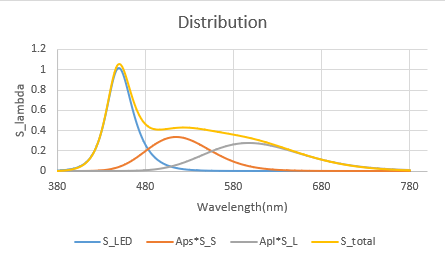 Distribution
S_lambda
1.2
1
0.8
0.6
0.4
0.2
0
380 480 580 680 780
Wavelength(nm)
S_LED Aps*S_S Apl*S_L S_total